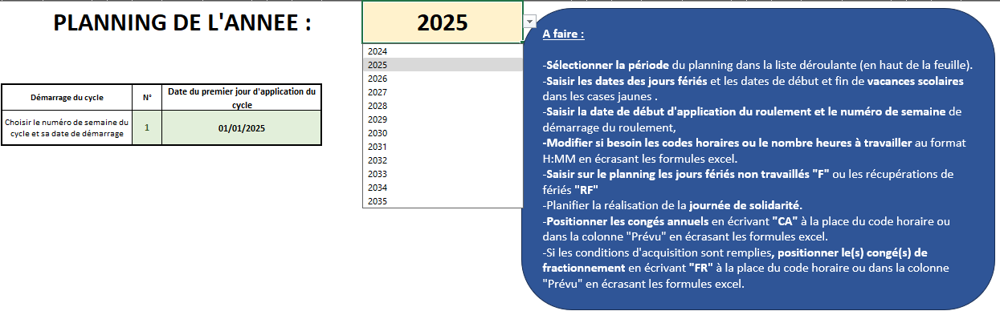 PLANNING DE L'ANNEE :
2025
2024
2025
2026
2027
2028
2029
2030
2031
2032
2033
2034
2035
Démarrage du cycle
N°
Date du premier jour d'application du
cycle
Choisir le numéro de semaine du
cycle et sa date de démarrage
1
01/01/2025
A faire :
-Sélectionner la période du planning dans la liste déroulante (en haut de la feuille).
-Saisir les dates des jours fériés et les dates de début et fin de vacances scolaires
dans les cases jaunes .
-Saisir la date de début d'application du roulement et le numéro de semaine de
démarrage du roulement,
-Modifier si besoin les codes horaires ou le nombre heures à travailler au format
H:MM en écrasant les formules excel.
-Saisir sur le planning les jours fériés non travaillés "F" ou les récupérations de
fériés "RF"
-Planifier la réalisation de la journée de solidarité.
-Positionner les congés annuels en écrivant "CA" à la place du code horaire ou
dans la colonne "Prévu" en écrasant les formules excel.
-Si les conditions d'acquisition sont remplies, positionner le(s) congé(s) de
fractionnement en écrivant "FR" à la place du code horaire ou dans la colonne
"Prévu" en écrasant les formules excel.